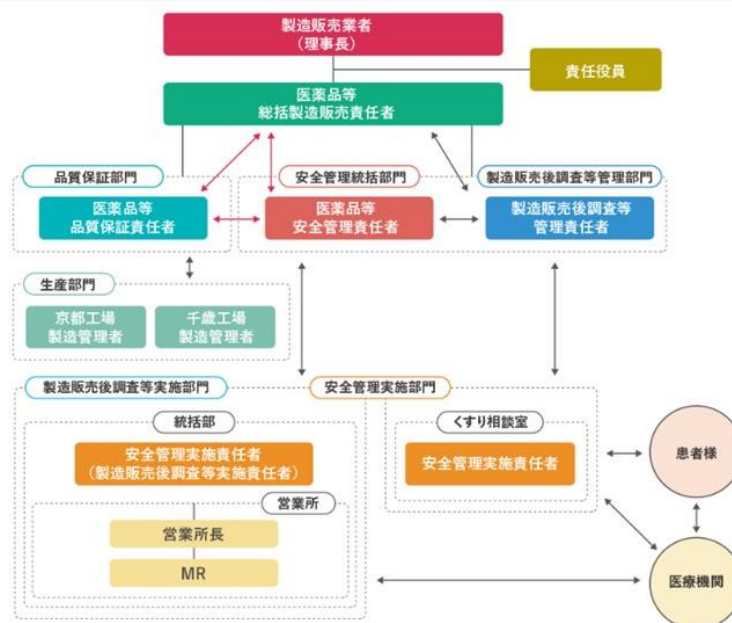 製造販売業者
（理事長）
責任役員
医薬品等
総括製造販売責任者
品質保証部門
安全管理統括部門
製造販売後調査等管理部門
医薬品等
品質保証責任者
医薬品等
安全管理責任者
製造販売後調査等
管理責任者
生産部門
京都工場
製造管理者
千歳工場
製造管理者
製造販売後調査等実施部門
安全管理実施部門
統括部
くすり相談室
安全管理実施責任者
（製造販売後調査等実施責任者）
安全管理実施責任者
患者様
営業所
営業所長
MR
医療機関